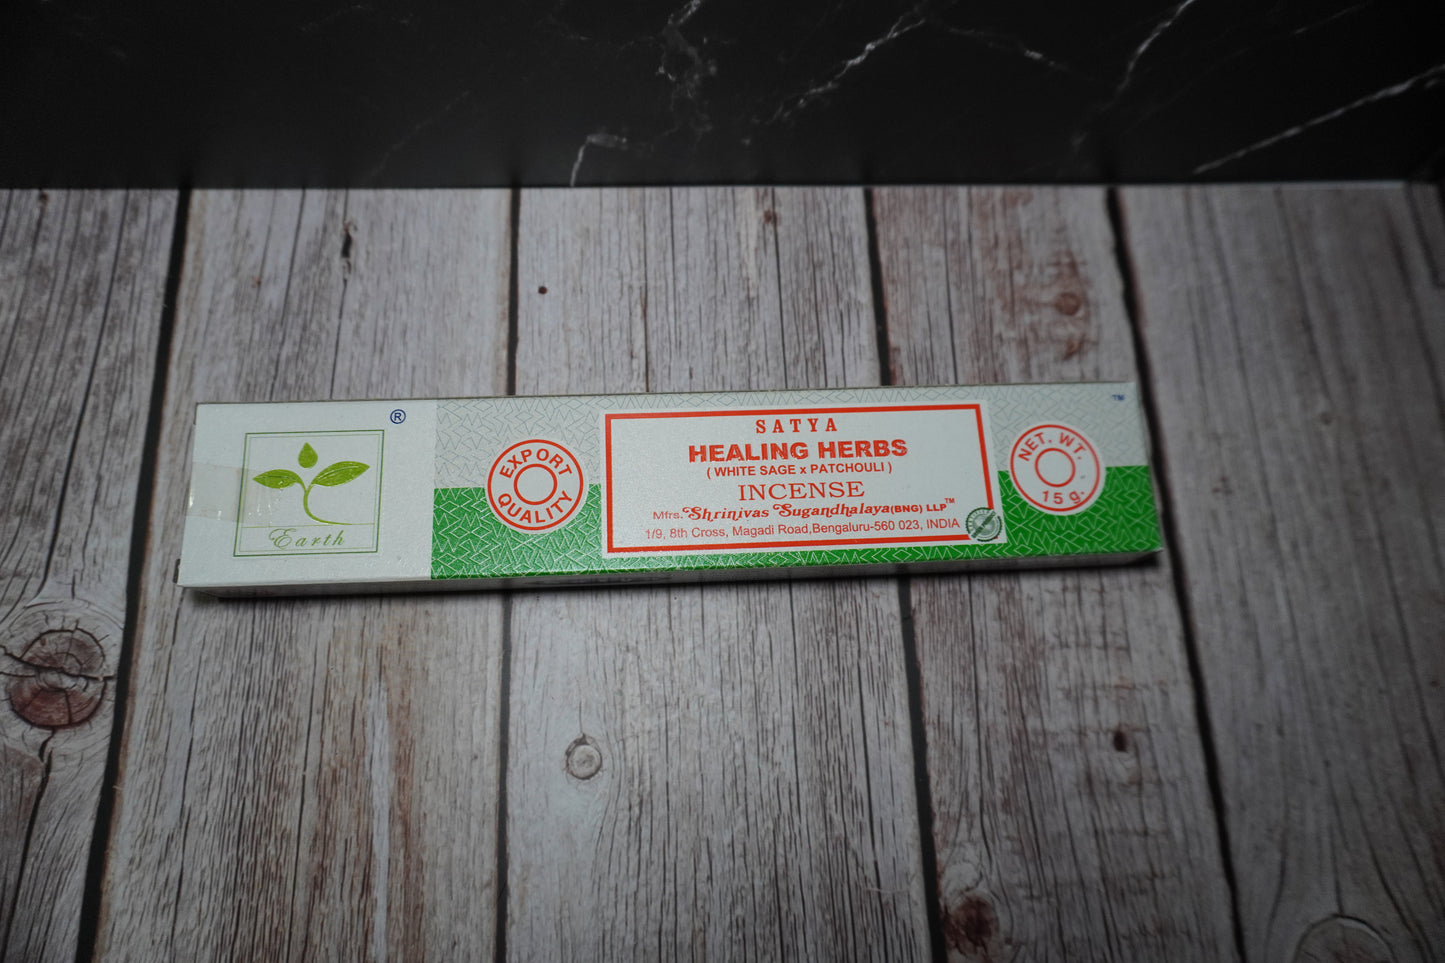 ®
Earth
EXPORT
QUALITY
SATYA
HEALING HERBS
( WHITE SAGE x PATCHOULI )
INCENSE
Mfrs. Shrinivas Sugandhalaya (BNG) LLP™
1/9, 8th Cross, Magadi Road,Bengaluru-560 023, INDIA
NET. WT.
15 g.
™